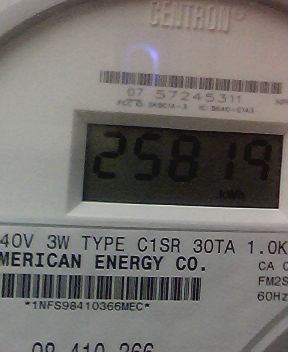 CENTRON®
07 57245311
25819
kWh
40V 3W TYPE C1SR 30TA 1.0K
MERICAN ENERGY CO.
CA
FM2S
60Hz
*1NFS98410366MEC*
98 410 366